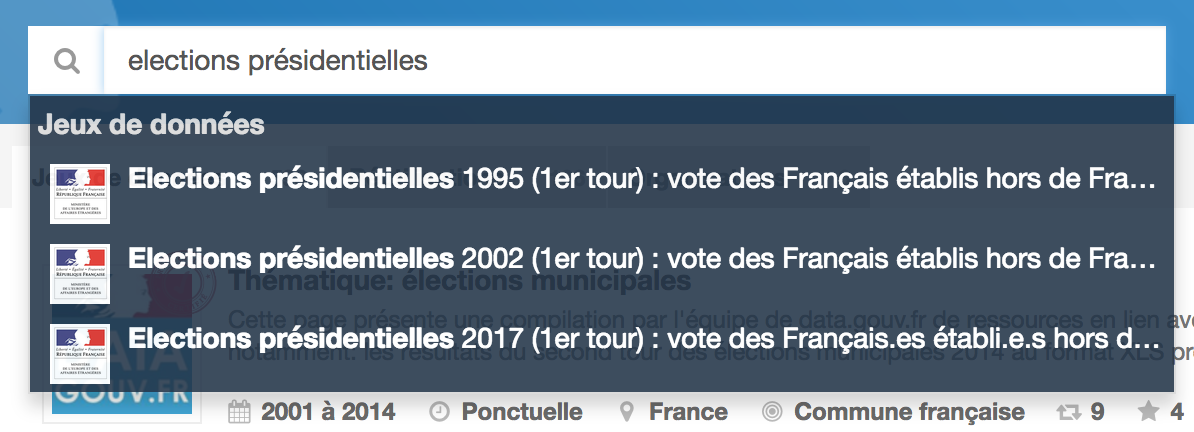 elections présidentielles
Jeux de données
Elections présidentielles 1995 (1er tour) : vote des Français établis hors de Fra…
Elections présidentielles 2002 (1er tour) : vote des Français établis hors de Fra…
Thématique: élections municipales
Cette page présente une compilation par l'équipe de data.gouv.fr de ressources en lien ave
Elections présidentielles 2017 (1er tour) : vote des Français.es établi.e.s hors d…
notamment les résultats du second tour des élections municipales 2014 au format XLS pro
GOUV.FR
2001 à 2014 Ponctuelle France Commune française 9 4